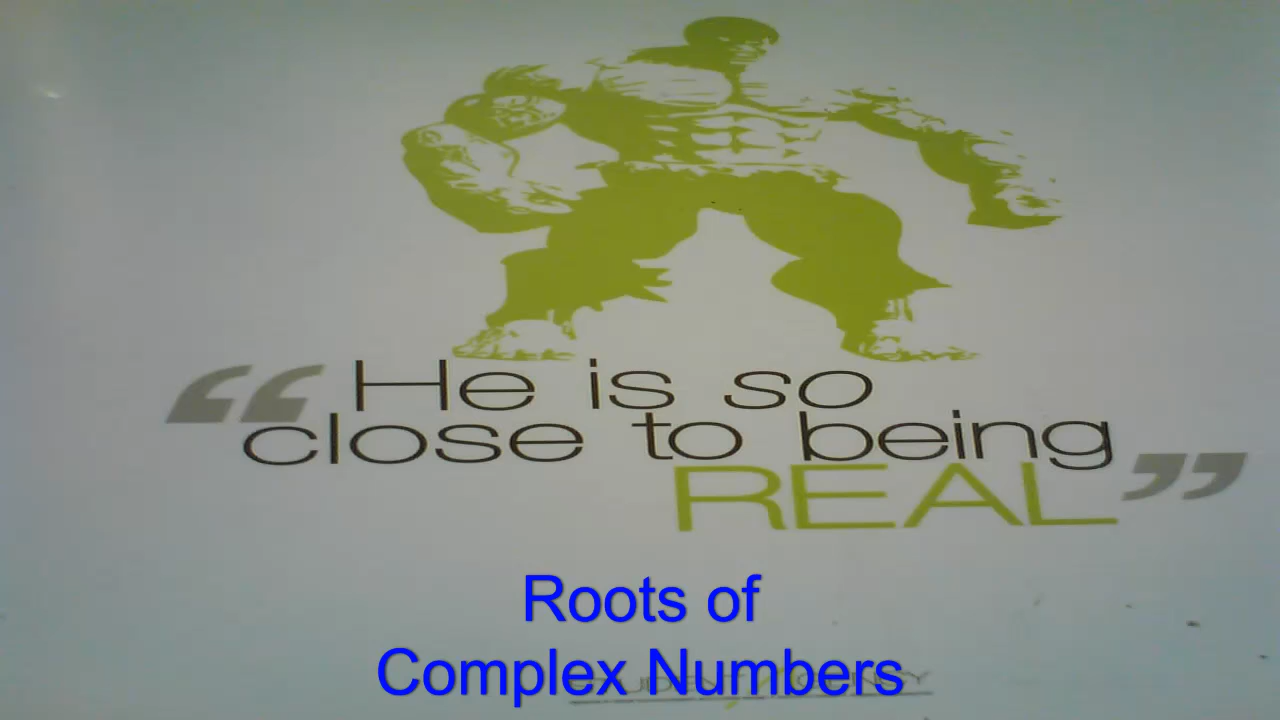 “He is so
close to being
REAL”
Roots of
Complex Numbers